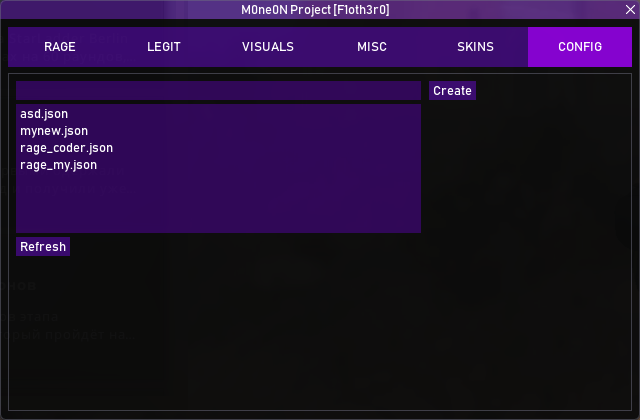 M0ne0N Project [F1oth3r0]
RAGE LEGIT VISUALS MISC SKINS CONFIG
Create
asd.json
mynew.json
rage_coder.json
rage_my.json
Refresh